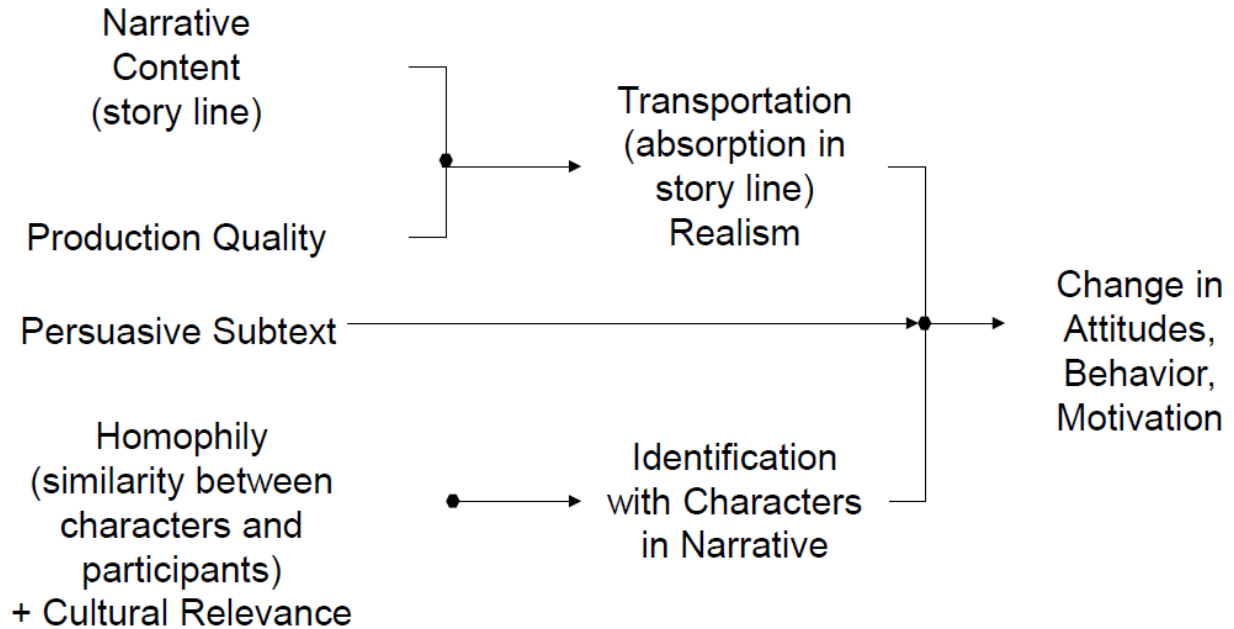 Narrative
Content
(story line)
Production Quality
Persuasive Subtext
Homophily
(similarity between
characters and
participants)
+ Cultural Relevance
Transportation
(absorption in
story line)
Realism
Identification
with Characters
in Narrative
Change in
Attitudes,
Behavior,
Motivation